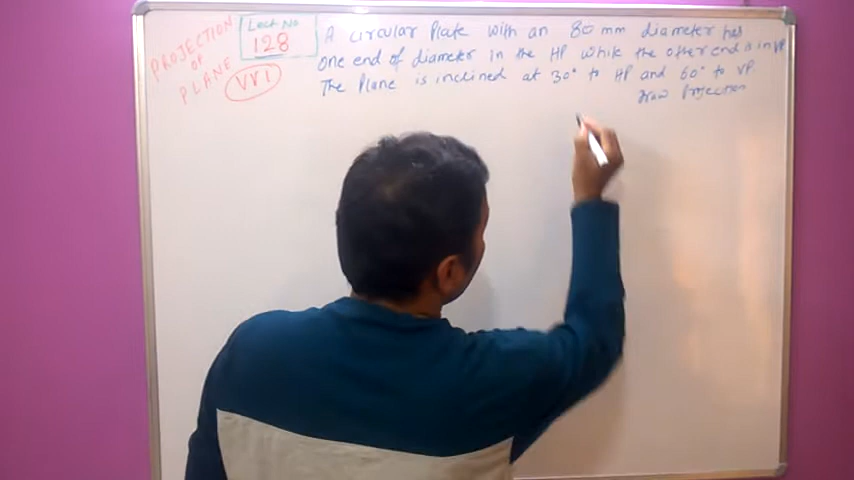 PROJECTION
OF
PLANE
Lect No
128
VVI
A circular Plate with an 80 mm diameter has
one end of diameter in the HP while the other end is in VP
The Plane is inclined at 30° to HP and 60° to VP
Draw Projection